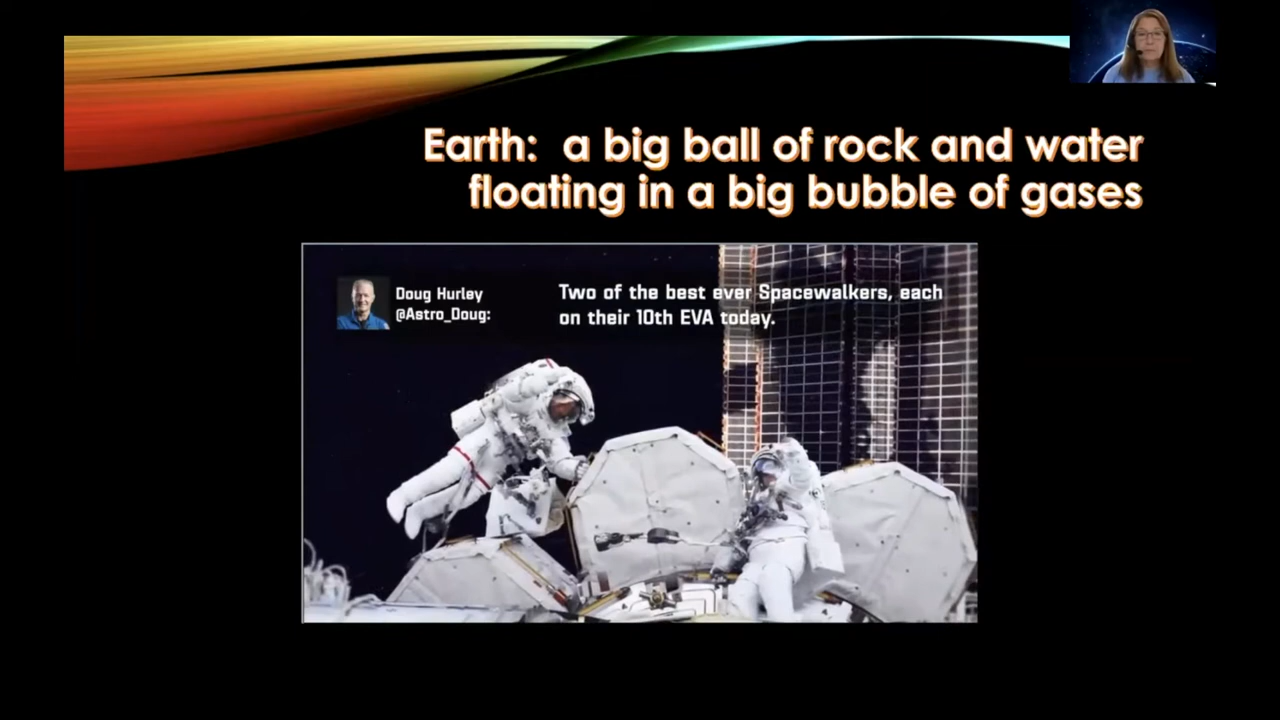 Earth:  a big ball of rock and water
floating in a big bubble of gases
Doug Hurley
@Astro_Doug:
Two of the best ever Spacewalkers, each
on their 10th EVA today.